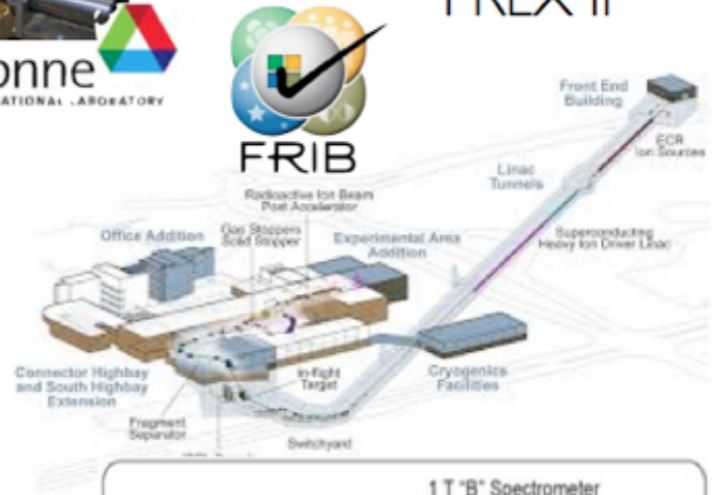 onne
ATIONAL LABORATORY
FRIB
Front End
Building
ECR
Ion Sources
Linac
Tunnels
Radioactive Ion Beam
Post Accelerator
Office Addition
Gas Stoppers
Solid Stopper
Experimental Area
Addition
Superconducting
Heavy Ion Driver Linac
Connector Highbay
and South Highbay
Extension
In-flight
Target
Cryogenics
Facilities
Fragment
Separator
Switchyard
1 T "B" Spectrometer